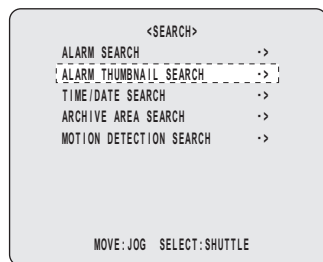 <SEARCH>
ALARM SEARCH ->
ALARM THUMBNAIL SEARCH ->
TIME/DATE SEARCH ->
ARCHIVE AREA SEARCH ->
MOTION DETECTION SEARCH ->
MOVE:JOG SELECT:SHUTTLE